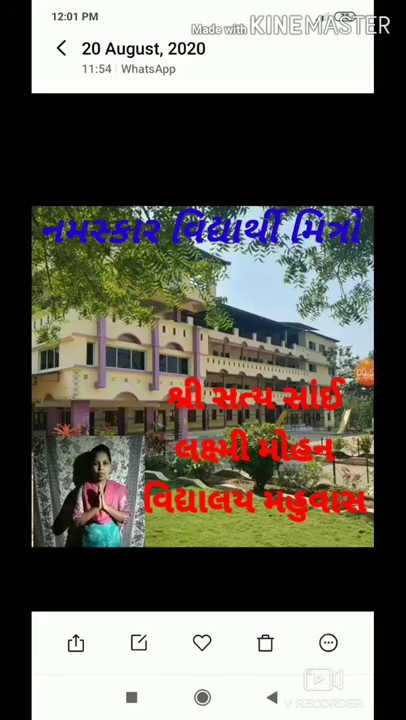 12:01 PM
Made with KINEMASTER
20 August, 2020
11:54 WhatsApp
નમસ્કાર વિદ્યાર્થી મિત્રો
શ્રી સત્ય સાંઈ
લક્ષ્મી મોહન
વિદ્યાલય મહુવાસ
V RECORDER